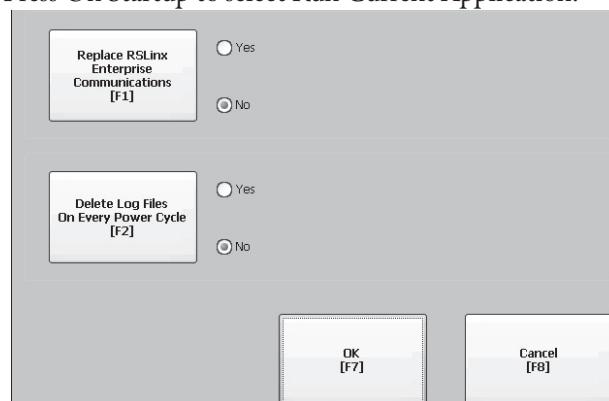 Press On Startup to select Run Current Application.
Replace RSLinx
Enterprise
Communications
[F1]
Yes
No
Delete Log Files
On Every Power Cycle
[F2]
Yes
No
OK
[F7]
Cancel
[F8]